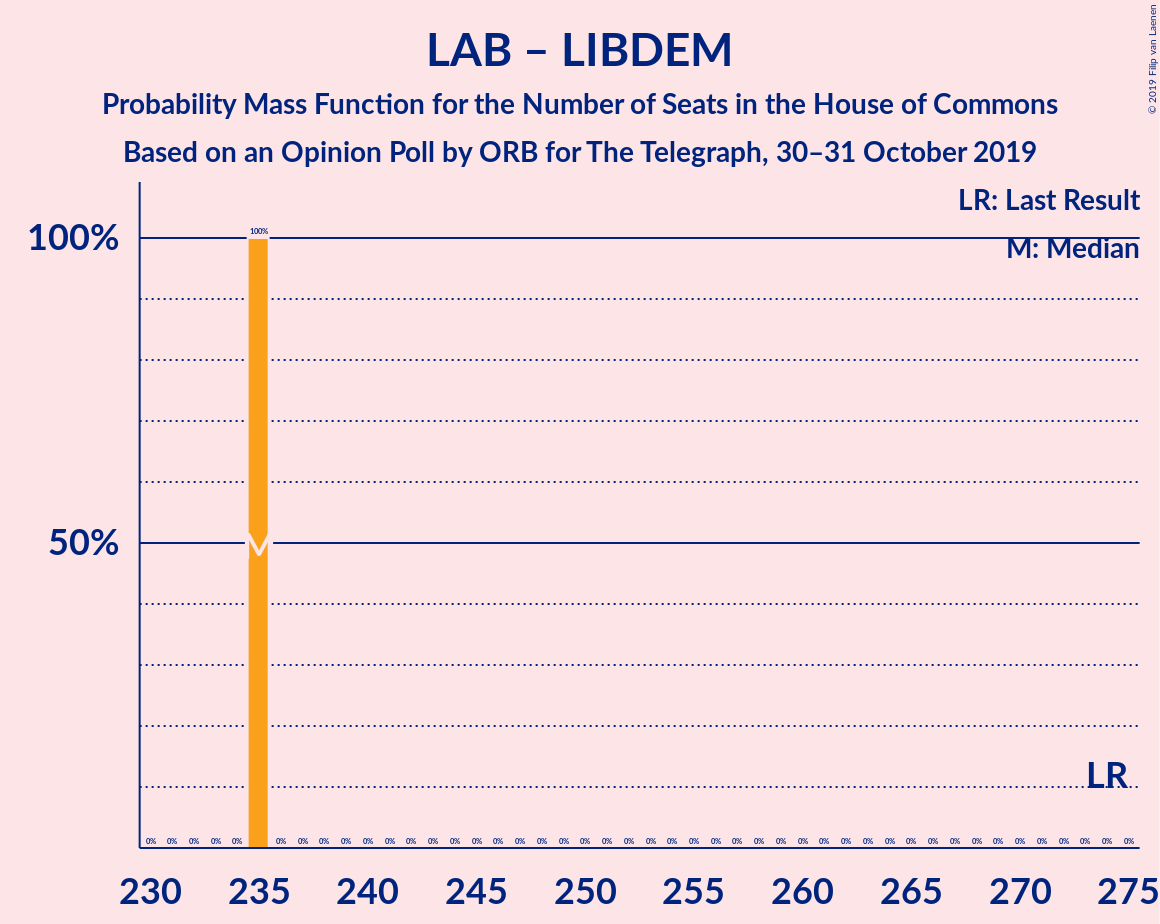 LAB – LIBDEM
Probability Mass Function for the Number of Seats in the House of Commons
Based on an Opinion Poll by ORB for The Telegraph, 30–31 October 2019
© 2019 Filip van Laenen
LR: Last Result
M: Median
100%
50%
100%
M
LR
0% 0% 0% 0% 0% 0% 0% 0% 0% 0% 0% 0% 0% 0% 0% 0% 0% 0% 0% 0% 0% 0% 0% 0% 0% 0% 0% 0% 0% 0% 0% 0% 0% 0% 0% 0% 0% 0% 0% 0% 0% 0% 0% 0% 0%
230 235 240 245 250 255 260 265 270 275